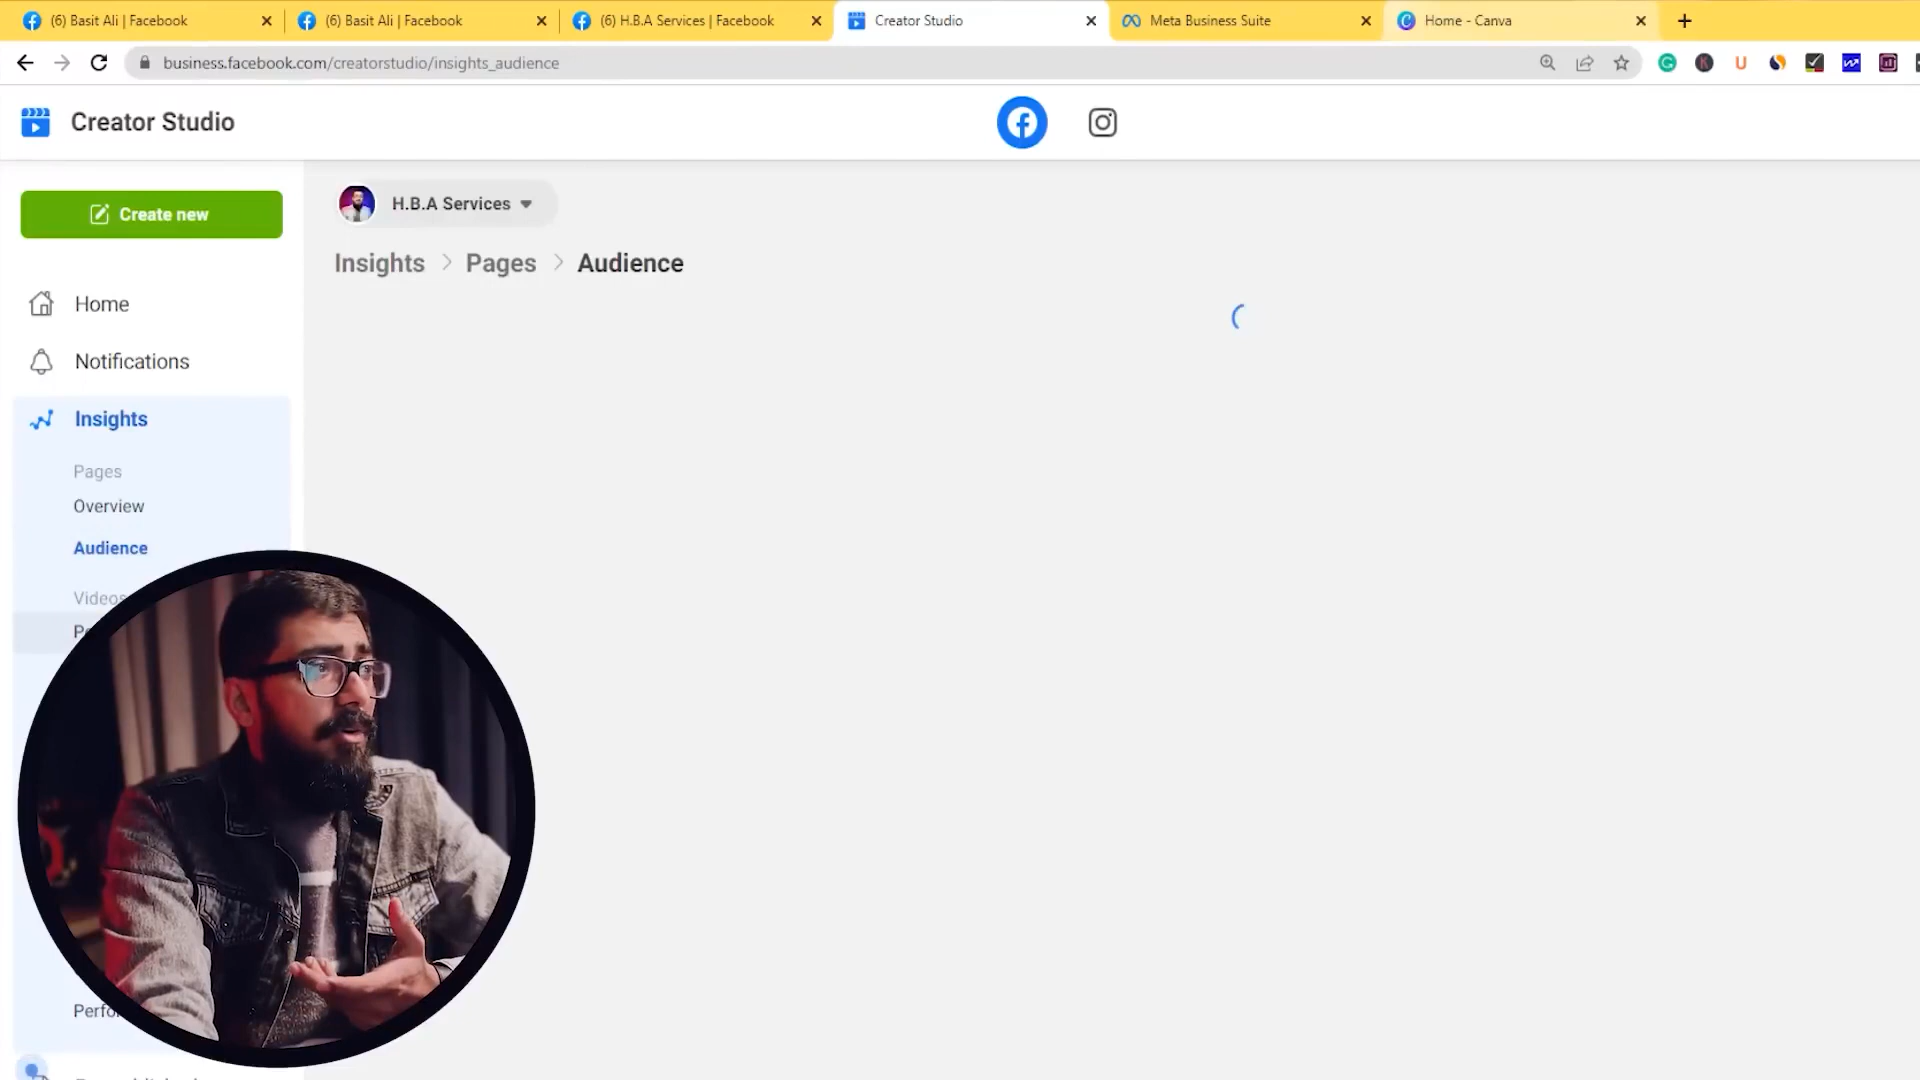 (6) Basit Ali | Facebook
(6) Basit Ali | Facebook
(6) H.B.A Services | Facebook
Creator Studio
Meta Business Suite
Home - Canva
business.facebook.com/creatorstudio/insights_audience
Creator Studio
Create new
H.B.A Services
Insights > Pages > Audience
Home
Notifications
Insights
Pages
Overview
Audience
Videos